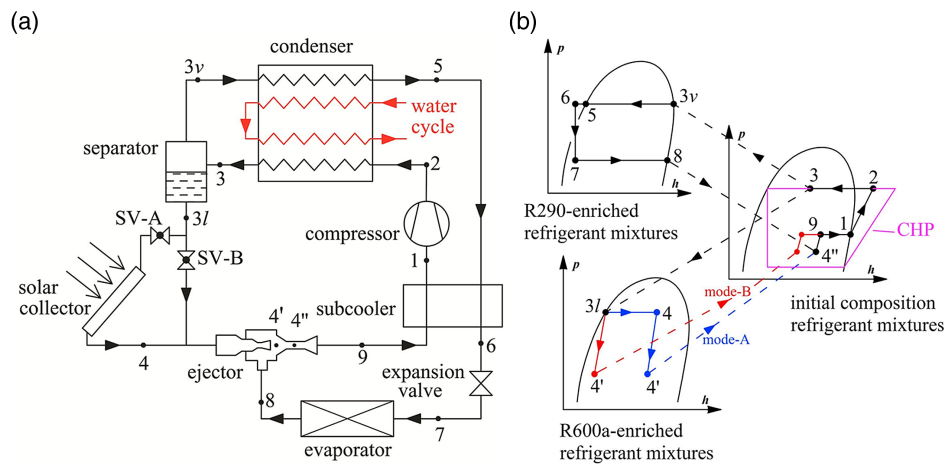 (a)
condenser
3v
5
water
cycle
separator
3
2
3l
SV-A
SV-B
compressor
1
solar
collector
subcooler
4' 4''
4
ejector
9
6
expansion
valve
8
7
evaporator
(b)
p
6
5
3v
7
8
h
R290-enriched
refrigerant mixtures
p
3
2
9
1
4''
h
CHP
initial composition
refrigerant mixtures
p
3l
4
mode-B
mode-A
4'
4'
h
R600a-enriched
refrigerant mixtures